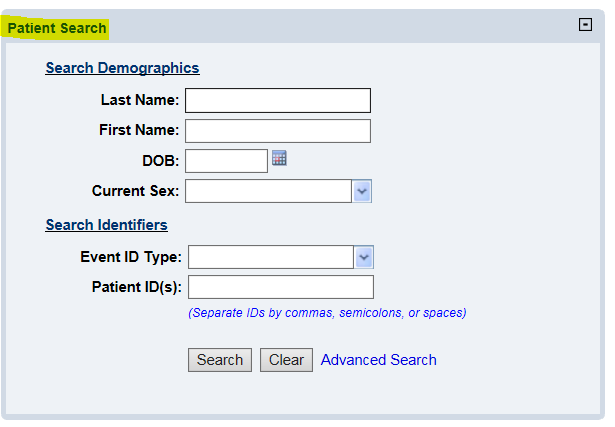 Patient Search
Search Demographics
Last Name:
First Name:
DOB:
Current Sex:
Search Identifiers
Event ID Type:
Patient ID(s):
(Separate IDs by commas, semicolons, or spaces)
Search Clear Advanced Search